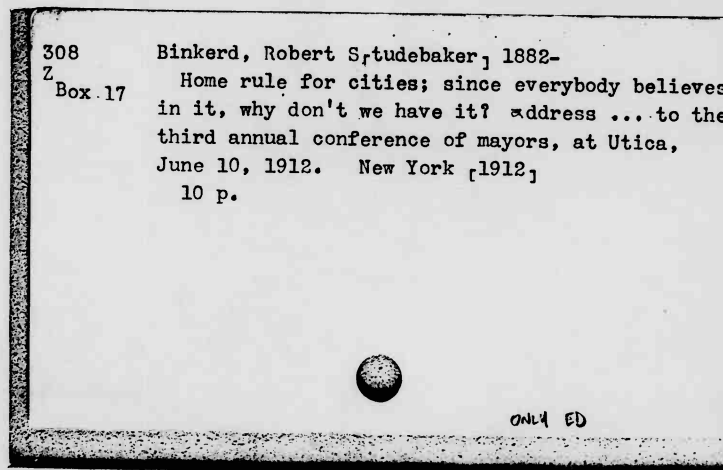 308 Binkerd, Robert S[tudebaker] 1882-
Z Home rule for cities; since everybody believes
Box 17 in it, why don't we have it? Address ... to the
third annual conference of mayors, at Utica,
June 10, 1912. New York [1912]
10 p.
ONLY ED